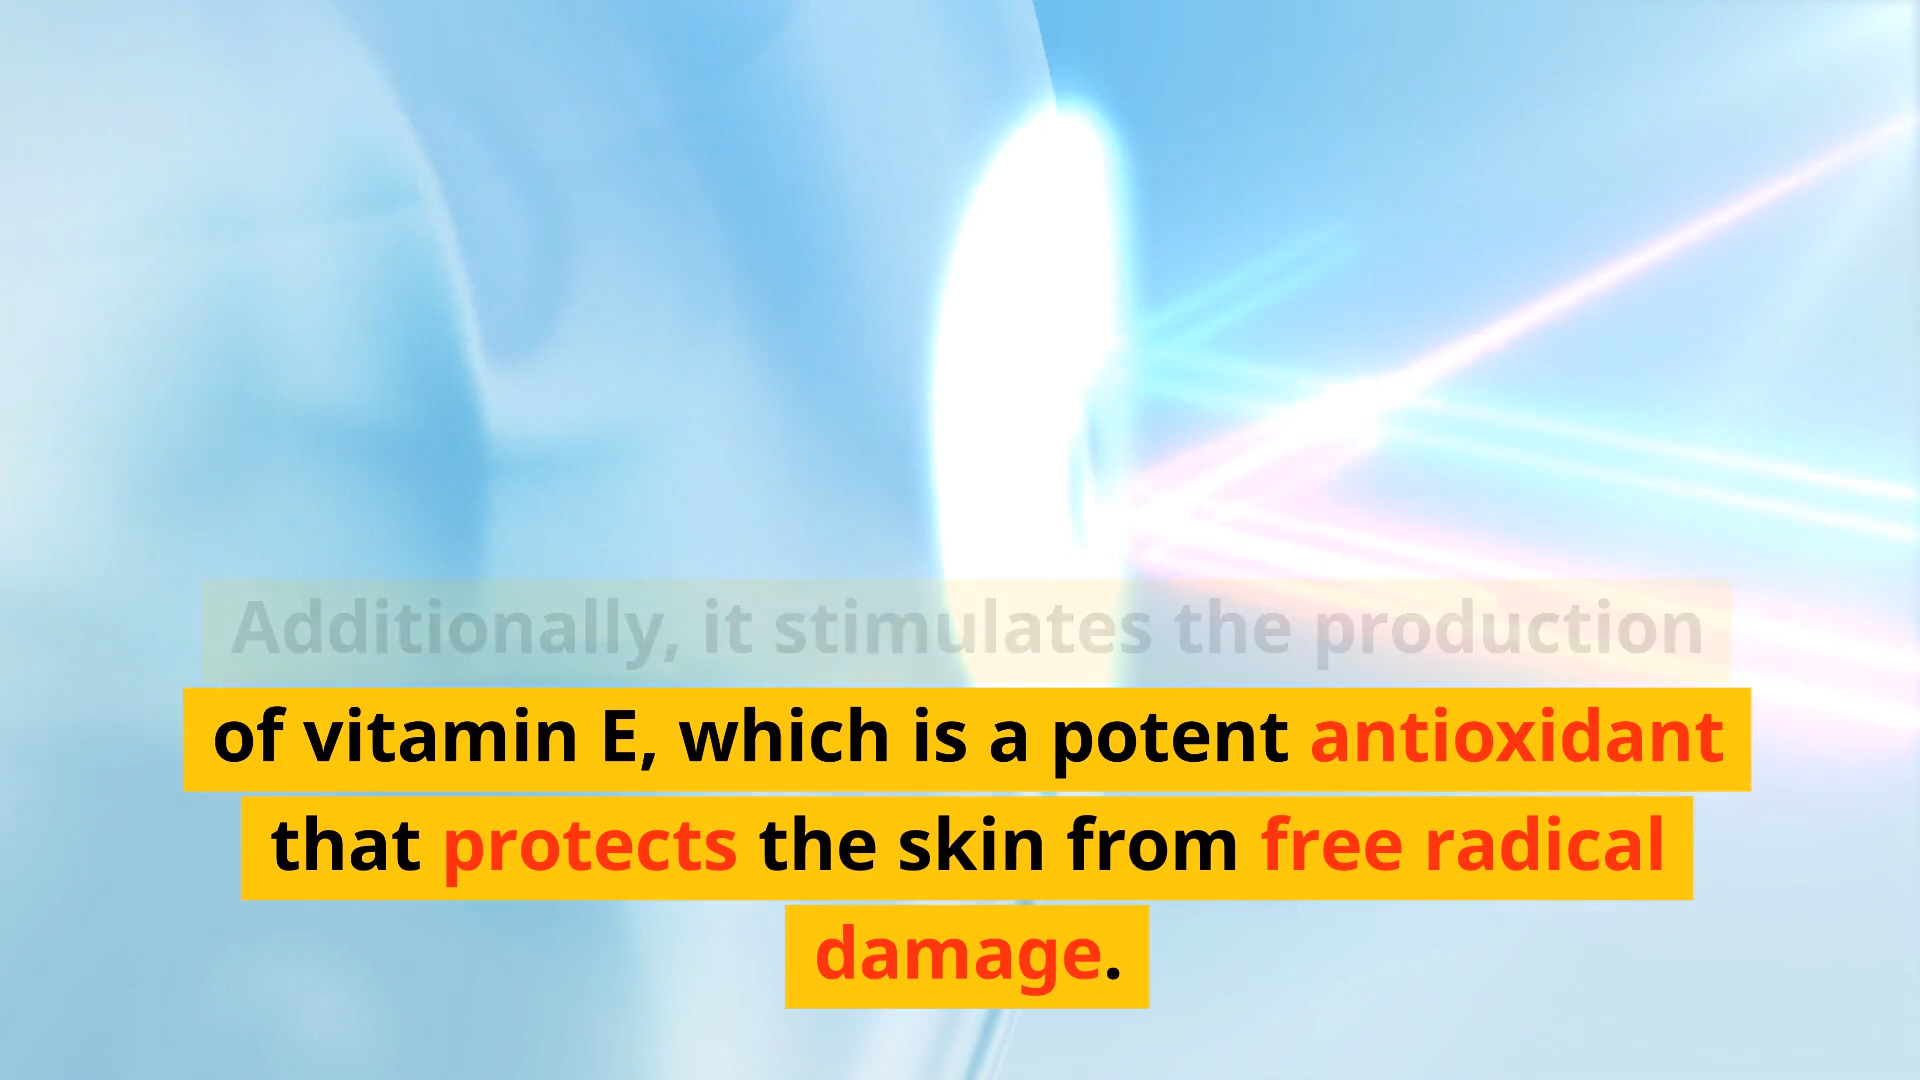 Additionally, it stimulates the production
of vitamin E, which is a potent antioxidant
that protects the skin from free radical
damage.